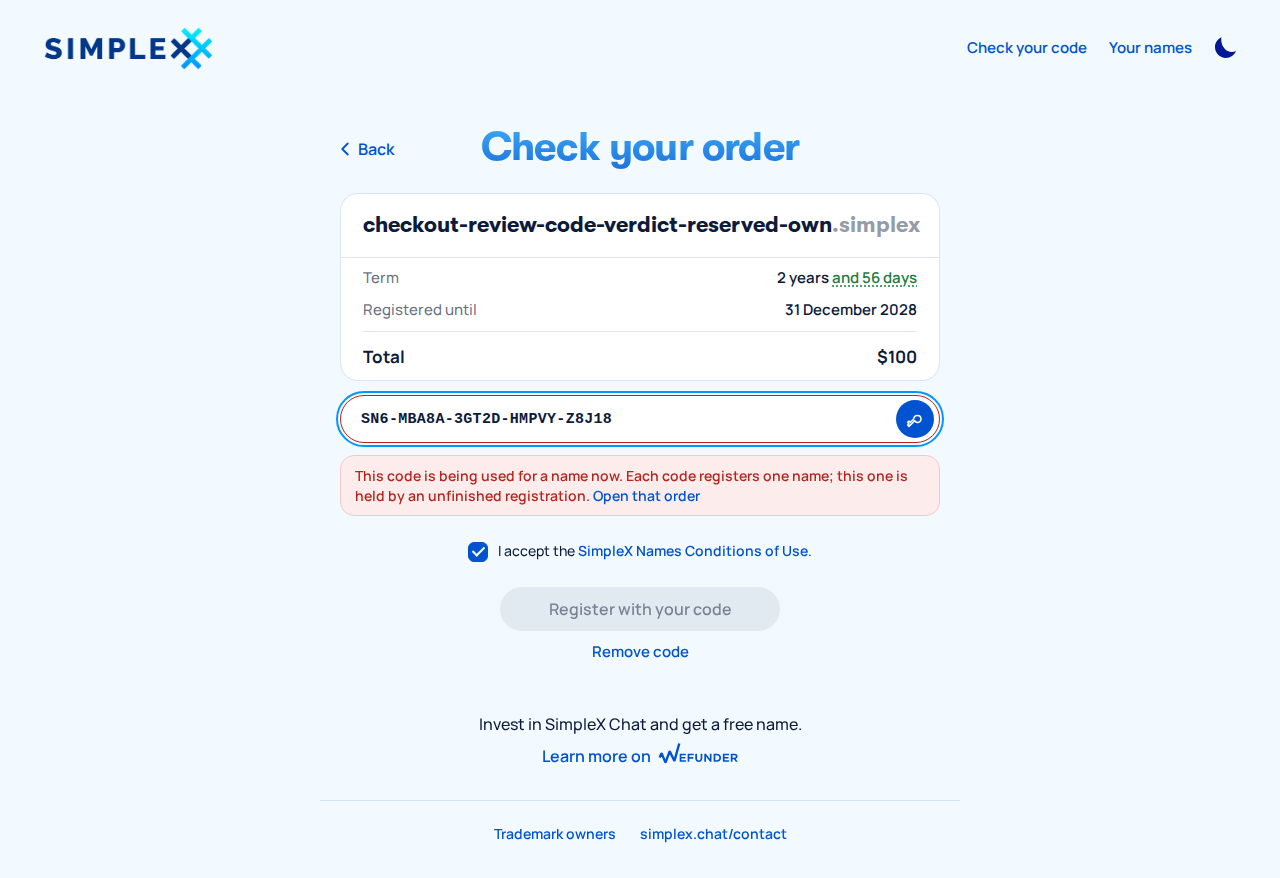 SIMPLEX
Check your code
Your names
Back
Check your order
checkout-review-code-verdict-reserved-own.simplex
Term
2 years and 56 days
Registered until
31 December 2028
Total
$100
SN6-MBA8A-3GT2D-HMPVY-Z8J18
This code is being used for a name now. Each code registers one name; this one is
held by an unfinished registration. Open that order
I accept the SimpleX Names Conditions of Use.
Register with your code
Remove code
Invest in SimpleX Chat and get a free name.
Learn more on WEFUNDER
Trademark owners
simplex.chat/contact